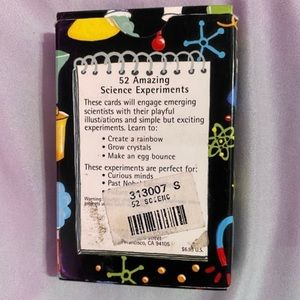 52 Amazing
Science Experiments
These cards will engage emerging
scientists with their playful
illustrations and simple but exciting
experiments. Learn to:
• Create a rainbow
• Grow crystals
• Make an egg bounce
These experiments are perfect for:
• Curious minds
• Past
313007 S
Warning
52 SCIENC
Francisco, CA 94105
$6.95 U.S.